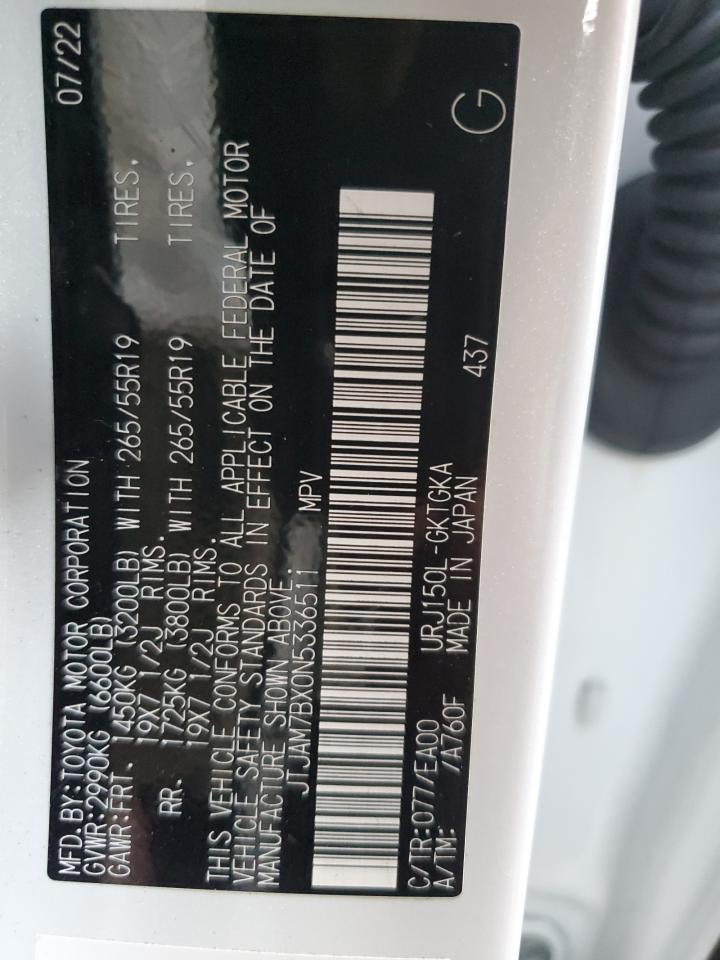 MFD.BY:TOYOTA MOTOR CORPORATION 07/22
GVWR:2990KG (6600LB)
GAWR:FRT. 1450KG (3200LB) WITH 265/55R19 TIRES.
19X7 1/2J RIMS.
RR. 1725KG (3800LB) WITH 265/55R19 TIRES.
19X7 1/2J RIMS.
THIS VEHICLE CONFORMS TO ALL APPLICABLE FEDERAL MOTOR
VEHICLE SAFETY STANDARDS IN EFFECT ON THE DATE OF
MANUFACTURE SHOWN ABOVE.
JTJAM7BX0N5336511 MPV
C/TR:077/EA00 URJ150L-GKTGKA 437 G
A/TM: /A760F MADE IN JAPAN